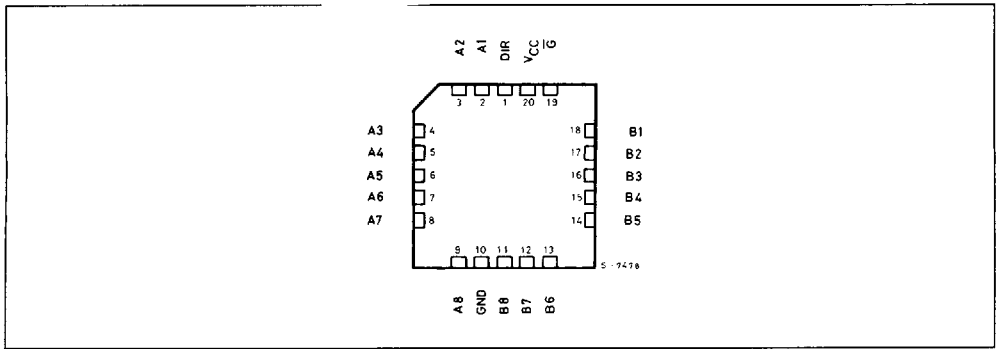 A2 A1 DIR VCC G̅
3 2 1 20 19
A3 4 18 B1
A4 5 17 B2
A5 6 16 B3
A6 7 15 B4
A7 8 14 B5
9 10 11 12 13
S-7478
A8 GND B8 B7 B6